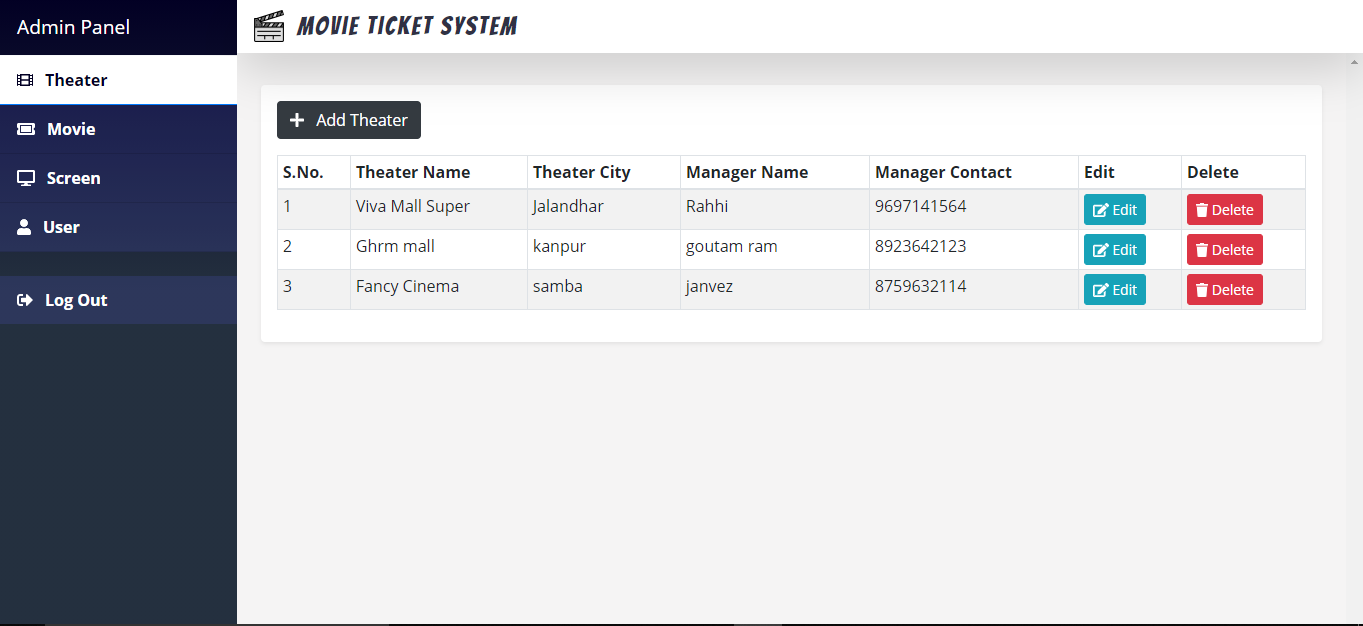 Admin Panel
MOVIE TICKET SYSTEM
Theater
Movie
Screen
User
Log Out
Add Theater
S.No. Theater Name Theater City Manager Name Manager Contact Edit Delete
1 Viva Mall Super Jalandhar Rahhi 9697141564 Edit Delete
2 Ghrm mall kanpur goutam ram 8923642123 Edit Delete
3 Fancy Cinema samba janvez 8759632114 Edit Delete